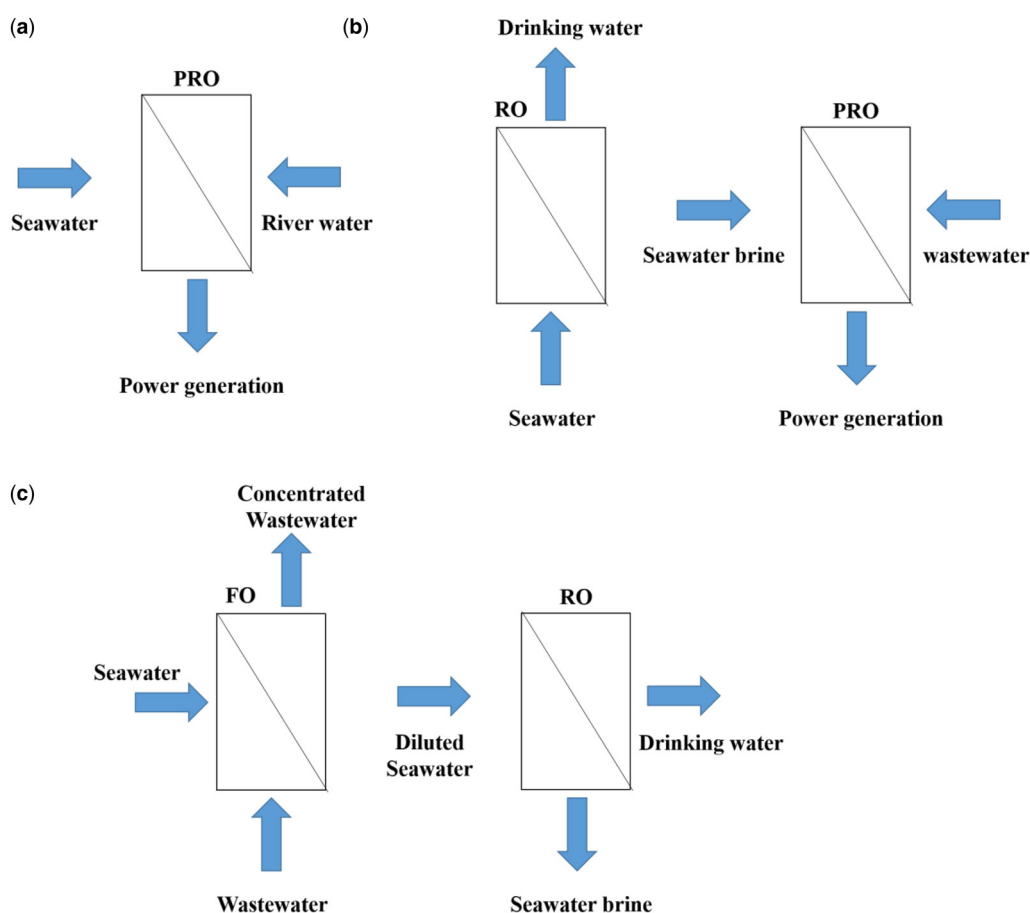 (a)
PRO
Seawater
River water
Power generation
(b)
Drinking water
RO
PRO
Seawater brine
wastewater
Seawater
Power generation
(c)
Concentrated
Wastewater
FO
RO
Seawater
Diluted
Seawater
Drinking water
Wastewater
Seawater brine